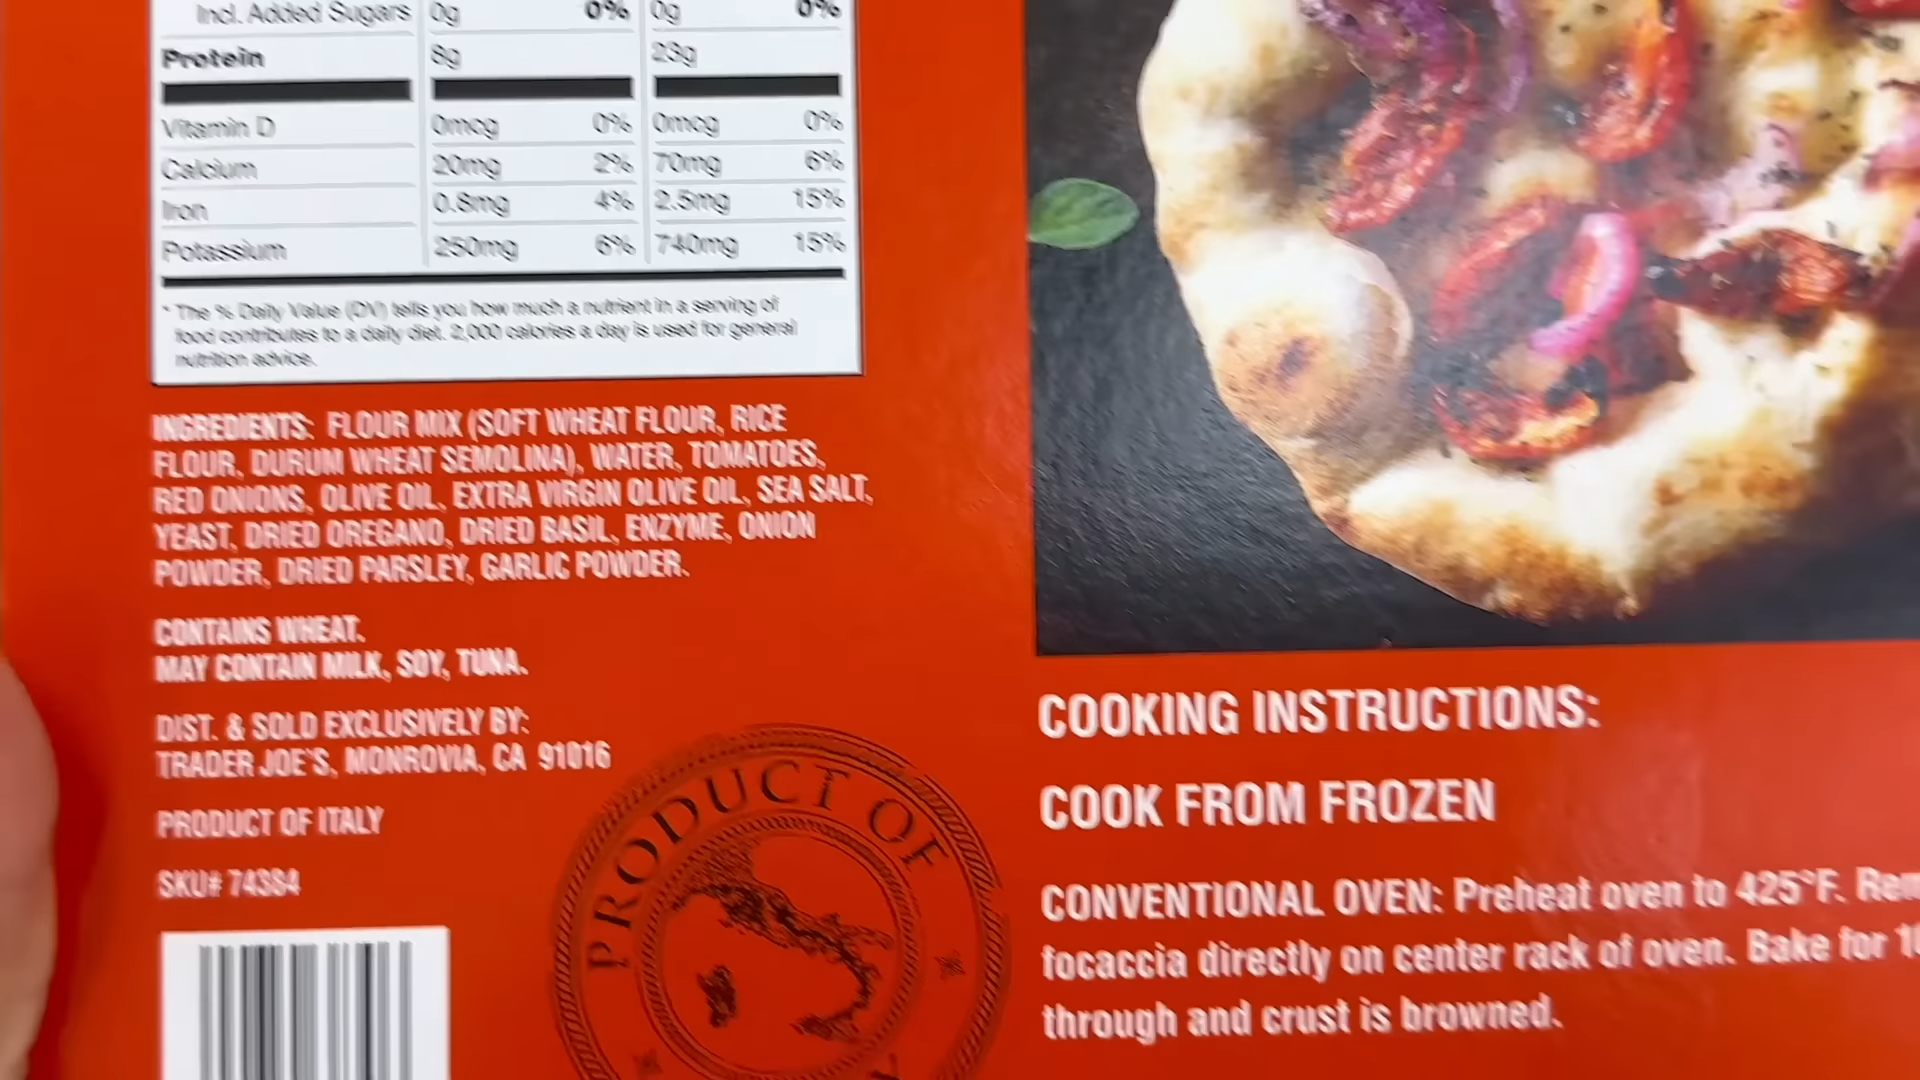 Incl. Added Sugars 0g 0% 0g 0%
Protein 8g 23g
Vitamin D 0mcg 0% 0mcg 0%
Calcium 20mg 2% 70mg 6%
Iron 0.8mg 4% 2.5mg 15%
Potassium 250mg 6% 740mg 15%
* The % Daily Value (DV) tells you how much a nutrient in a serving of
food contributes to a daily diet. 2,000 calories a day is used for general
nutrition advice.
INGREDIENTS: FLOUR MIX (SOFT WHEAT FLOUR, RICE
FLOUR, DURUM WHEAT SEMOLINA), WATER, TOMATOES,
RED ONIONS, OLIVE OIL, EXTRA VIRGIN OLIVE OIL, SEA SALT,
YEAST, DRIED OREGANO, DRIED BASIL, ENZYME, ONION
POWDER, DRIED PARSLEY, GARLIC POWDER.
CONTAINS WHEAT.
MAY CONTAIN MILK, SOY, TUNA.
DIST. & SOLD EXCLUSIVELY BY:
TRADER JOE'S, MONROVIA, CA 91016
PRODUCT OF ITALY
SKU# 74384
PRODUCT OF
COOKING INSTRUCTIONS:
COOK FROM FROZEN
CONVENTIONAL OVEN: Preheat oven to 425°F.
focaccia directly on center rack of oven. Bake for
through and crust is browned.